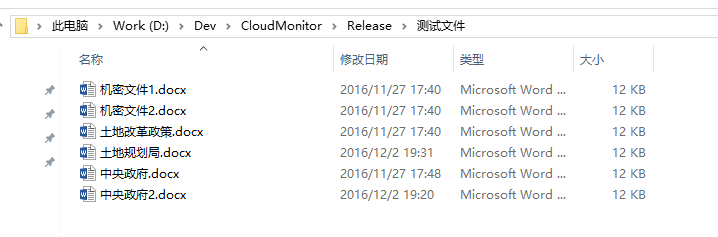 此电脑 > Work (D:) > Dev > CloudMonitor > Release > 测试文件
名称 修改日期 类型 大小
机密文件1.docx 2016/11/27 17:40 Microsoft Word ... 12 KB
机密文件2.docx 2016/11/27 17:40 Microsoft Word ... 12 KB
土地改革政策.docx 2016/11/27 17:40 Microsoft Word ... 12 KB
土地规划局.docx 2016/12/2 19:31 Microsoft Word ... 12 KB
中央政府.docx 2016/11/27 17:48 Microsoft Word ... 12 KB
中央政府2.docx 2016/12/2 19:20 Microsoft Word ... 12 KB